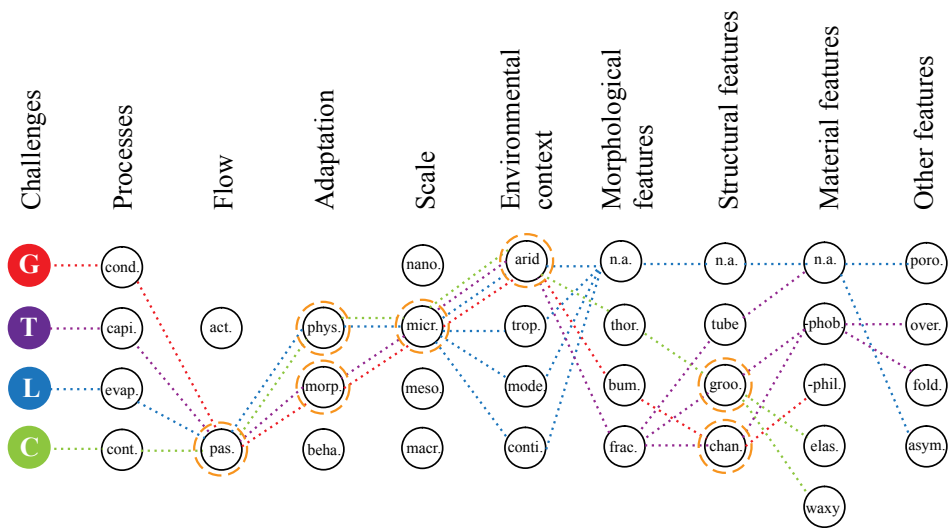 Challenges
Processes
Flow
Adaptation
Scale
Environmental
context
Morphological
features
Structural features
Material features
Other features
G
cond.
nano.
arid
n.a.
n.a.
n.a.
poro.
T
capi.
act.
phys.
micr.
trop.
thor.
tube
-phob.
over.
L
evap.
morp.
meso.
mode.
bum.
groo.
-phil.
fold.
C
cont.
pas.
beha.
macr.
conti.
frac.
chan.
elas.
asym.
waxy